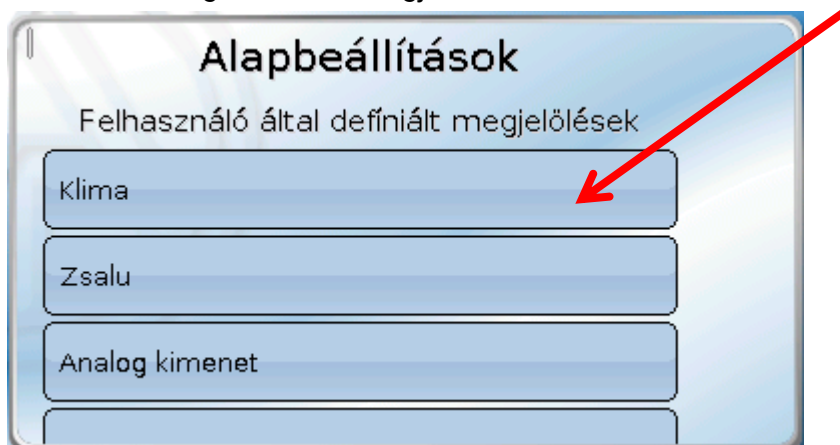 Alapbeállítások
Felhasználó által definiált megjelölések
Klima
Zsalu
Analog kimenet